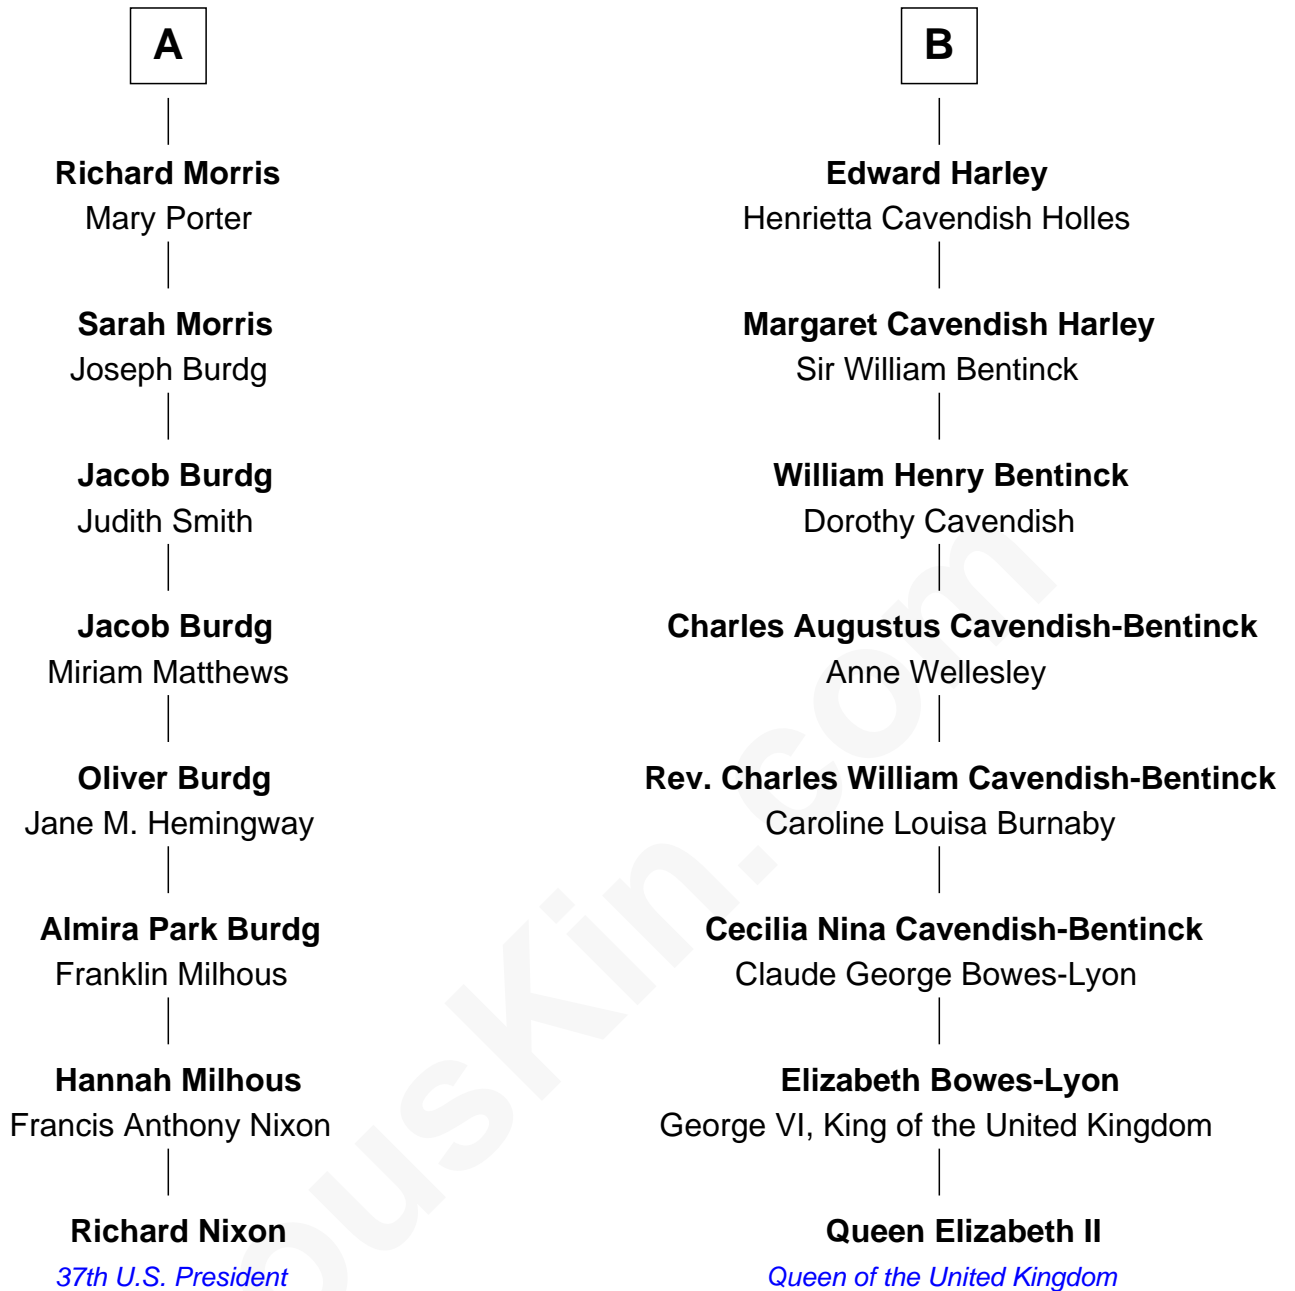 A
Richard Morris
Mary Porter
Sarah Morris
Joseph Burdg
Jacob Burdg
Judith Smith
Jacob Burdg
Miriam Matthews
Oliver Burdg
Jane M. Hemingway
Almira Park Burdg
Franklin Milhous
Hannah Milhous
Francis Anthony Nixon
Richard Nixon
37th U.S. President
B
Edward Harley
Henrietta Cavendish Holles
Margaret Cavendish Harley
Sir William Bentinck
William Henry Bentinck
Dorothy Cavendish
Charles Augustus Cavendish-Bentinck
Anne Wellesley
Rev. Charles William Cavendish-Bentinck
Caroline Louisa Burnaby
Cecilia Nina Cavendish-Bentinck
Claude George Bowes-Lyon
Elizabeth Bowes-Lyon
George VI, King of the United Kingdom
Queen Elizabeth II
Queen of the United Kingdom
ousKin.com